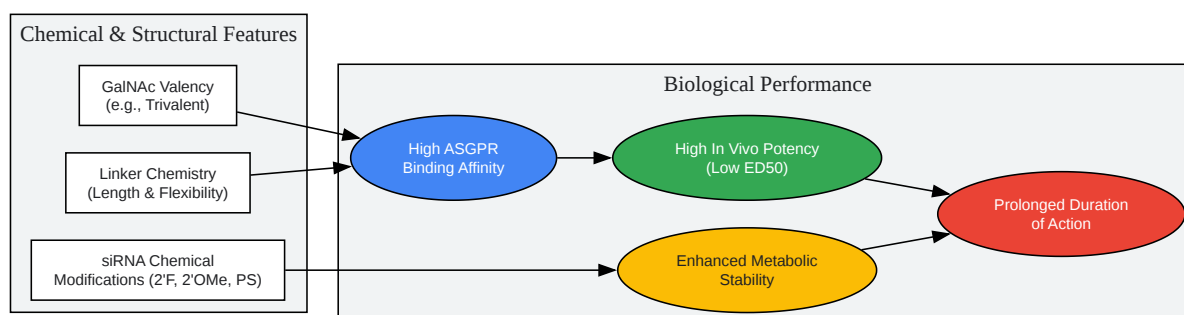 Chemical & Structural Features
GalNAc Valency
(e.g., Trivalent)
Linker Chemistry
(Length & Flexibility)
siRNA Chemical
Modifications (2'F, 2'OMe, PS)
Biological Performance
High ASGPR
Binding Affinity
High In Vivo Potency
(Low ED50)
Enhanced Metabolic
Stability
Prolonged Duration
of Action